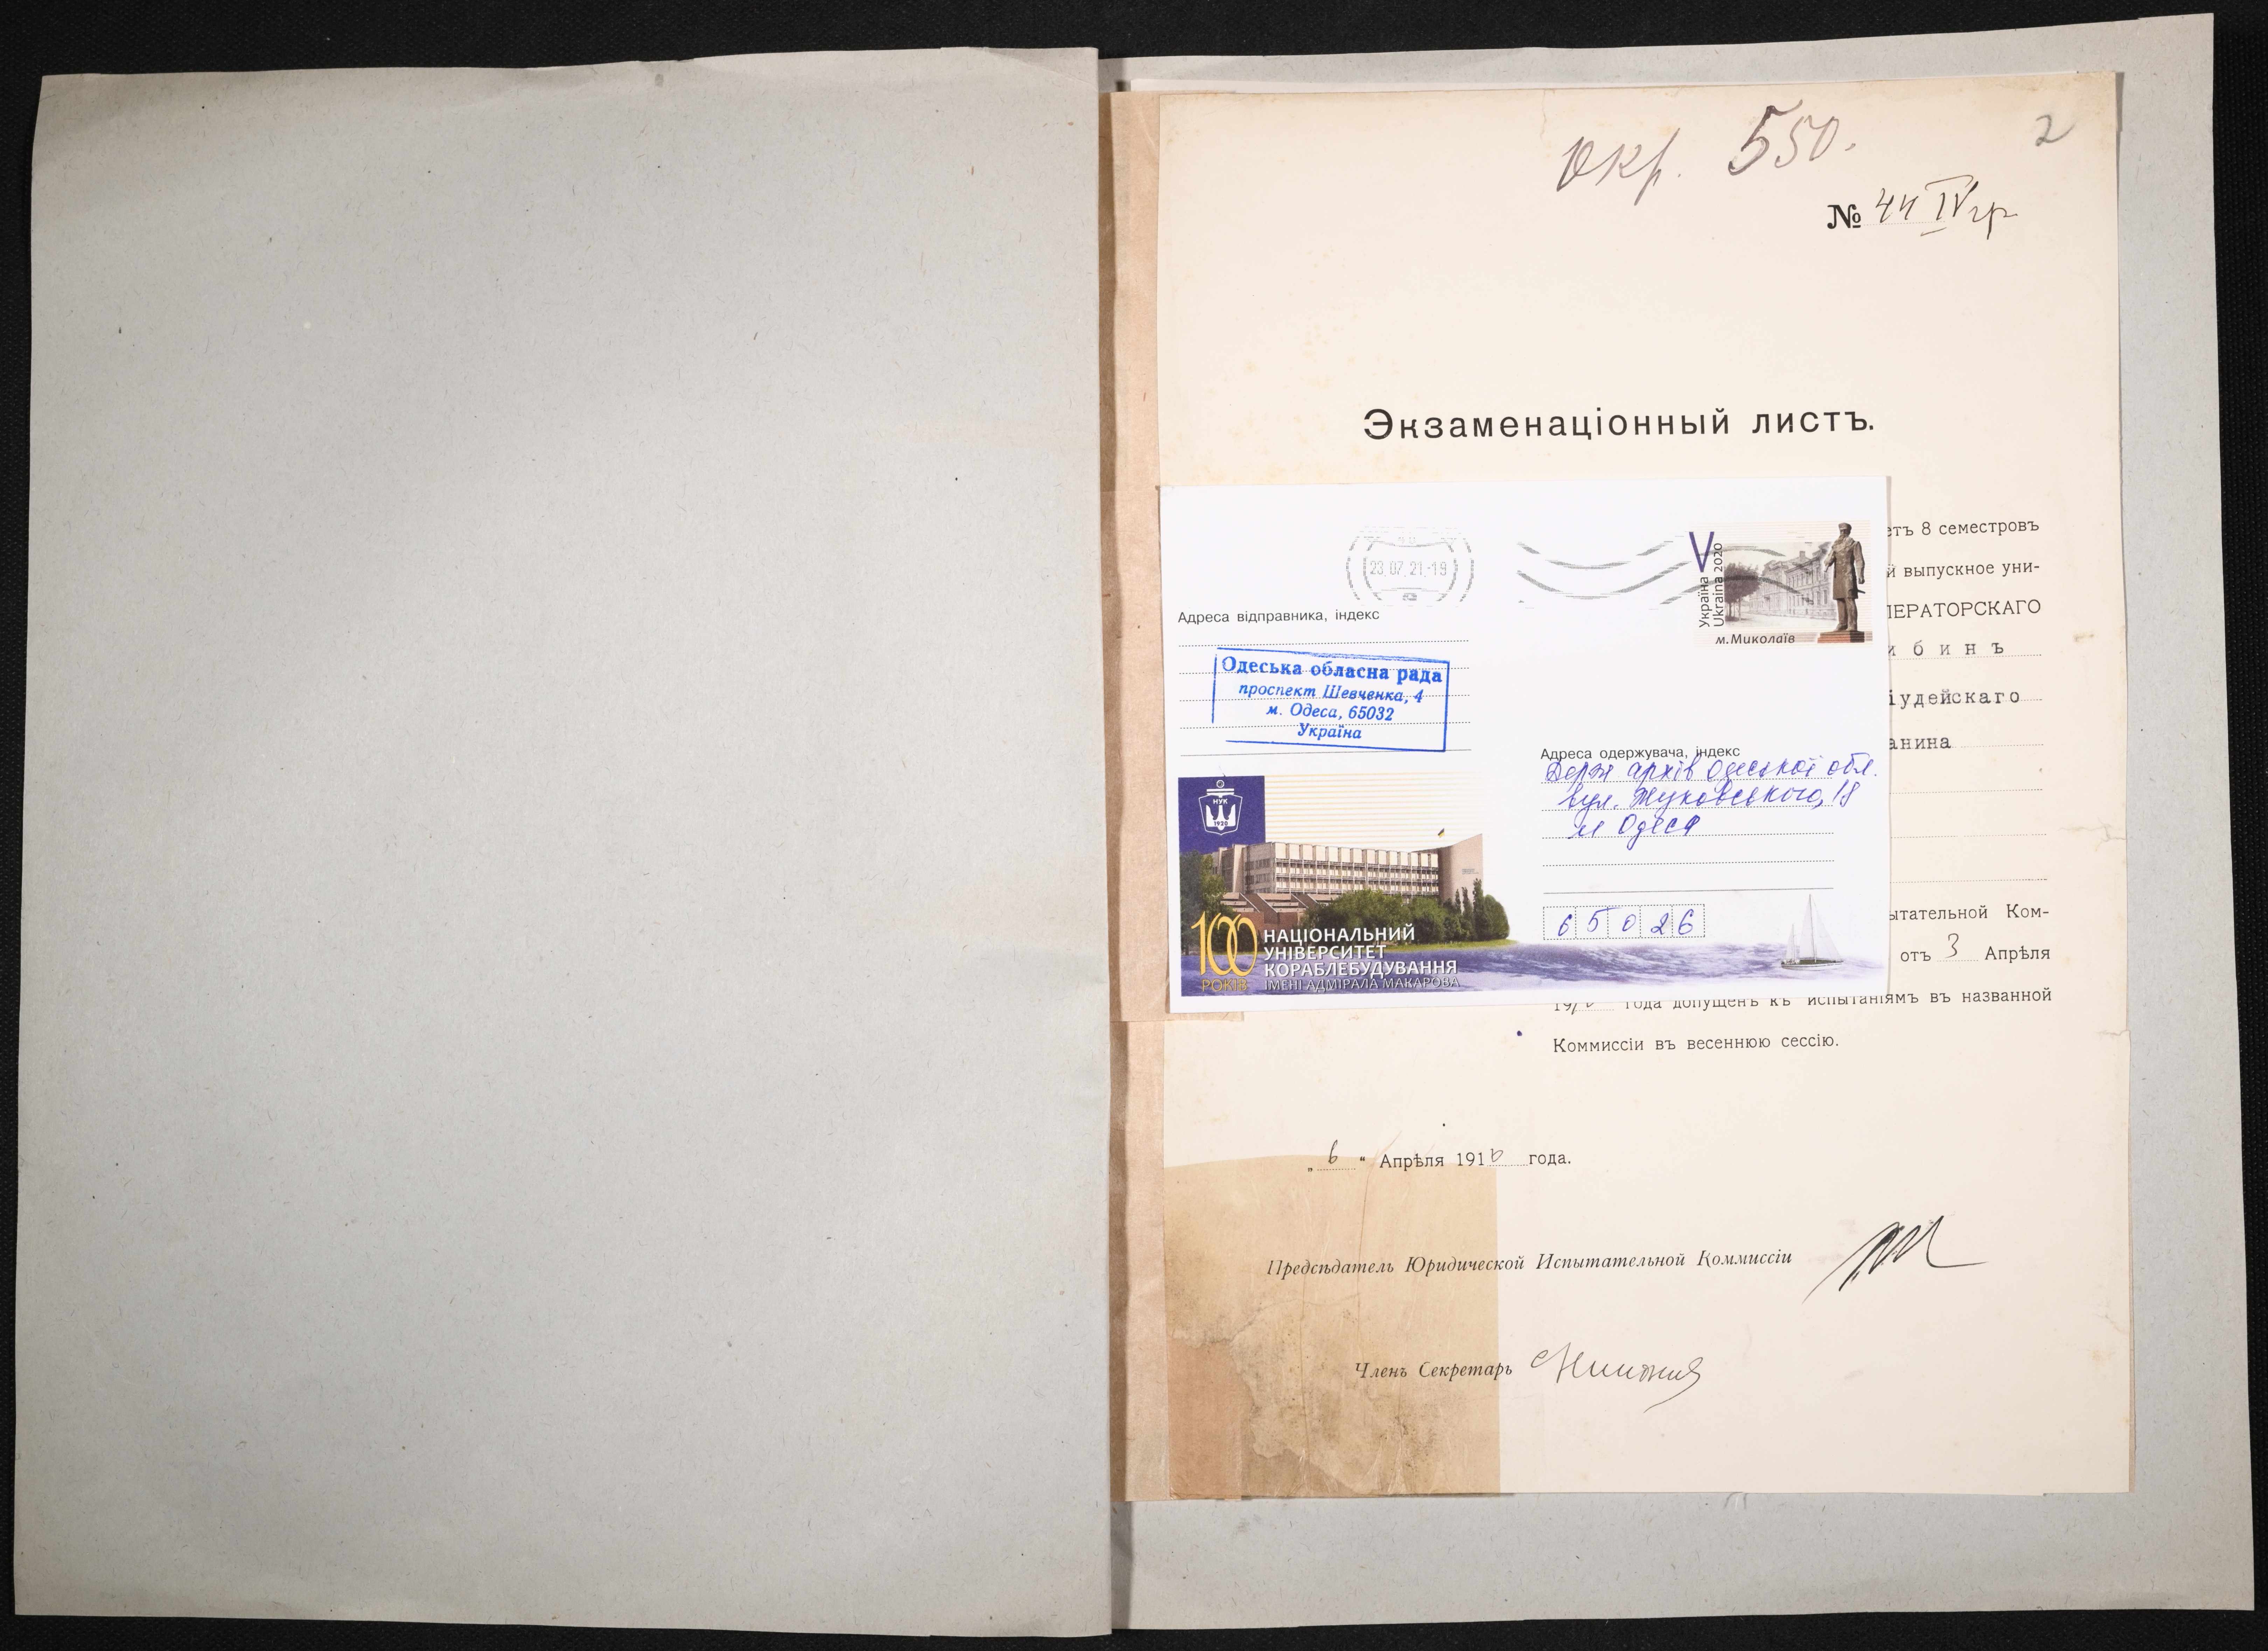 окр. 550.
2
№ 44 IV гр
Экзаменаціонный листъ.
етъ 8 семестровъ
й выпускное уни-
ПЕРАТОРСКАГО
и б и н ъ
іудейскаго
анина
ытательной Ком-
отъ 3 Апрѣля
года допущенъ къ испытаніямъ въ названной
Коммиссіи въ весеннюю сессію.
„ 6 “ Апрѣля 1916 года.
Предсѣдатель Юридической Испытательной Коммиссіи
Членъ Секретарь
23.07.21-19
V
Україна
Ukraina 2020
м.Миколаїв
Адреса відправника, індекс
Одеська обласна рада
проспект Шевченка, 4
м. Одеса, 65032
Україна
Адреса одержувача, індекс
Держ архів Одеської обл.
вул. Жуковського, 18
м Одеса
65026
НУК
1920
100
РОКІВ
НАЦІОНАЛЬНИЙ
УНІВЕРСИТЕТ
КОРАБЛЕБУДУВАННЯ
ІМЕНІ АДМІРАЛА МАКАРОВА